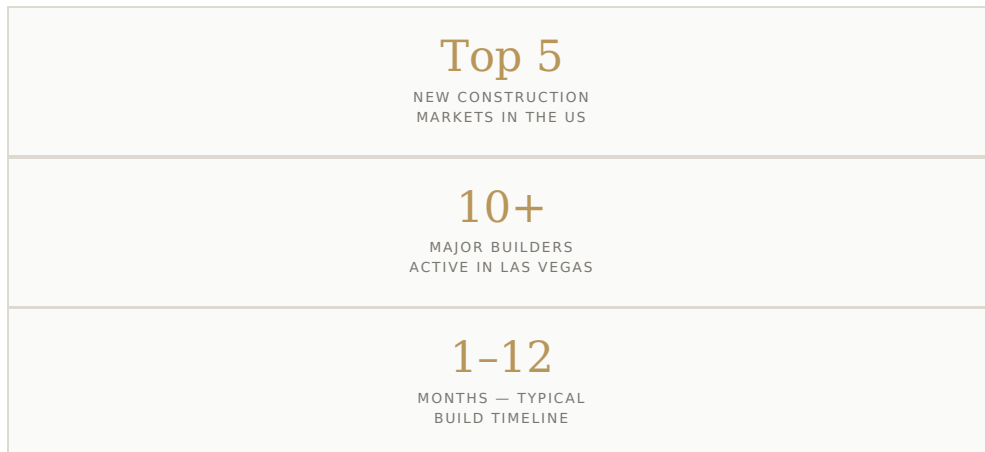 Top 5
NEW CONSTRUCTION
MARKETS IN THE US
10+
MAJOR BUILDERS
ACTIVE IN LAS VEGAS
1–12
MONTHS — TYPICAL
BUILD TIMELINE